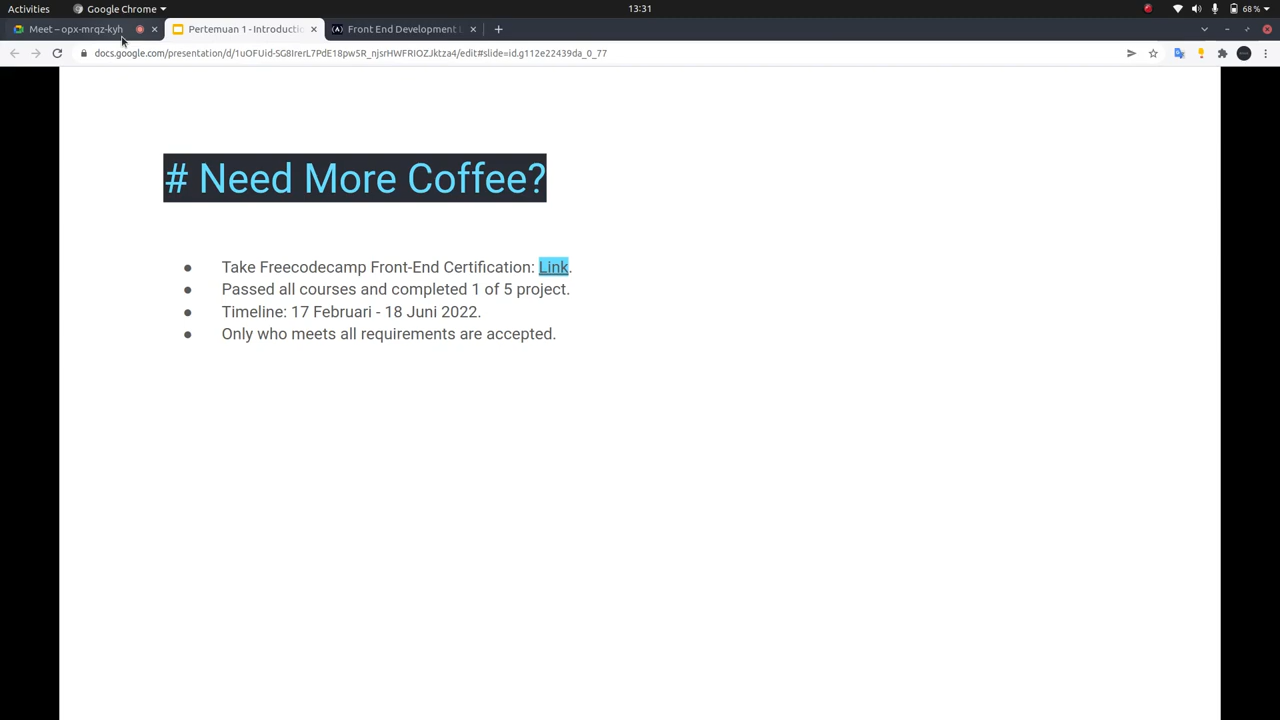 Activities
Google Chrome
13:31
68 %
Meet – opx-mrqz-kyh
Pertemuan 1 - Introducti
Front End Development L
docs.google.com/presentation/d/1uOFUid-5G8IrerL7PdE18pw5R_njsrHWFRIOZJktza4/edit#slide=id.g112e22439da_0_77
# Need More Coffee?
● Take Freecodecamp Front-End Certification: Link.
● Passed all courses and completed 1 of 5 project.
● Timeline: 17 Februari - 18 Juni 2022.
● Only who meets all requirements are accepted.